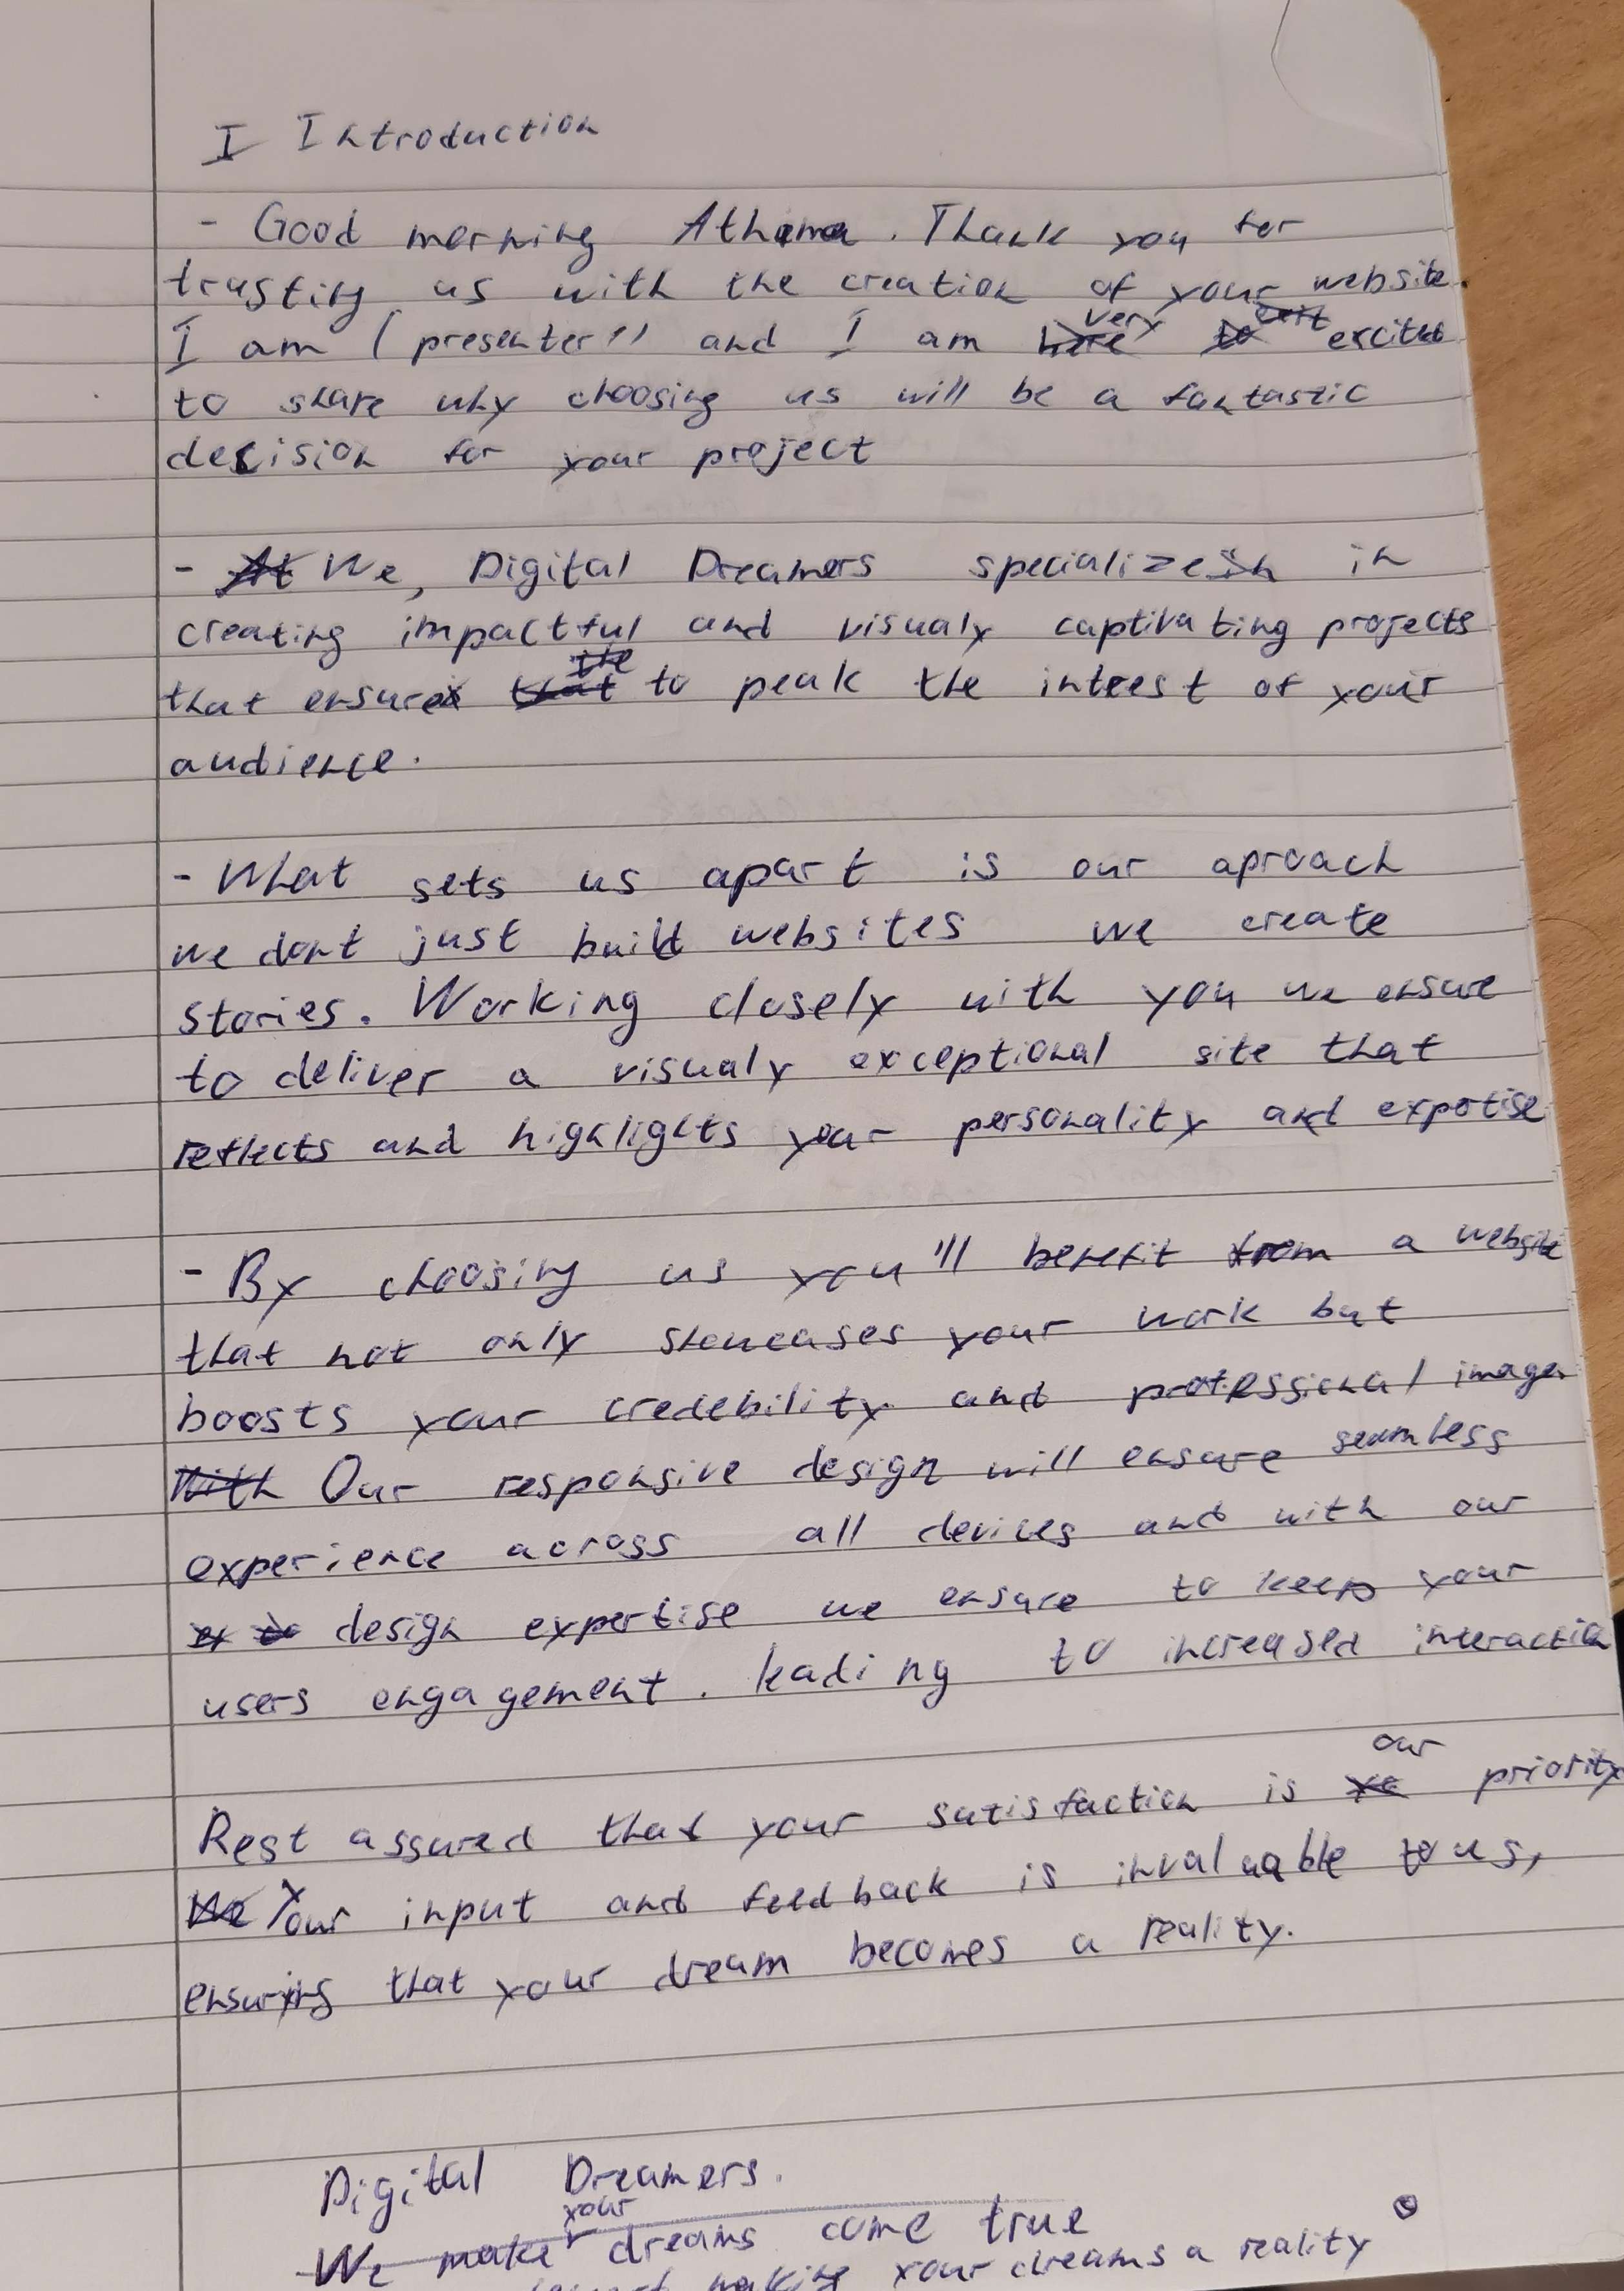 I Introduction
- Good morning Athena. Thank you for
trusting us with the creation of your website.
I am (presenter) and I am very excited
to share why choosing us will be a fantastic
decision for your project
- We, Digital Dreamers specialize in
creating impactful and visualy captivating projects
that ensure to peak the intrest of your
audience.
- What sets us apart is our aproach
we dont just build websites we create
stories. Working closely with you we ensure
to deliver a visualy exceptional site that
reflects and highlights your personality and expertise
- By choosing us you'll benefit from a website
that not only showcases your work but
boosts your credebility and professional image.
Our responsive design will ensure seamless
experience across all devices and with our
design expertise we ensure to keep your
users engagement. leading to increased interaction
our
Rest assured that your satisfaction is priority
Your input and feedback is invaluable to us,
ensuring that your dream becomes a reality.
Digital Dreamers.
your
We make dreams come true
making your dreams a reality